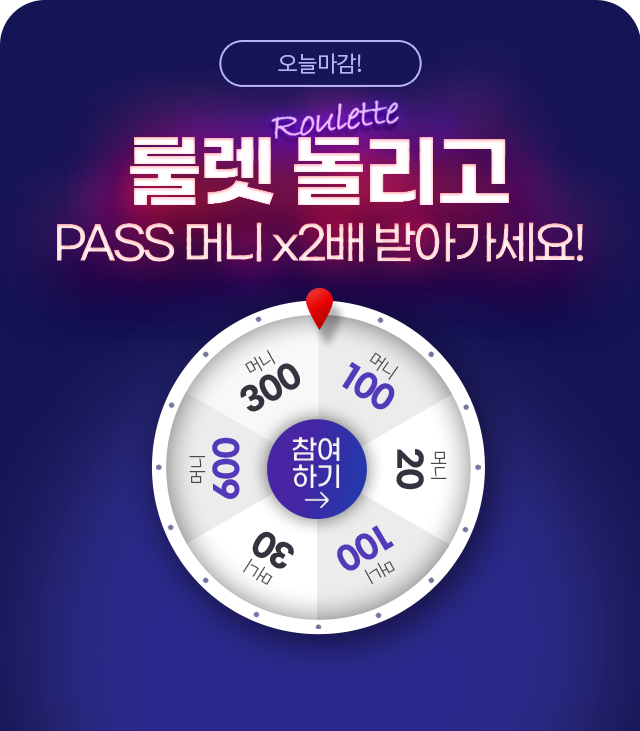 오늘마감!
Roulette
룰렛 돌리고
PASS 머니 x2배 받아가세요!
머니
300
머니
100
머니
600
머니
20
머니
30
머니
100
참여
하기